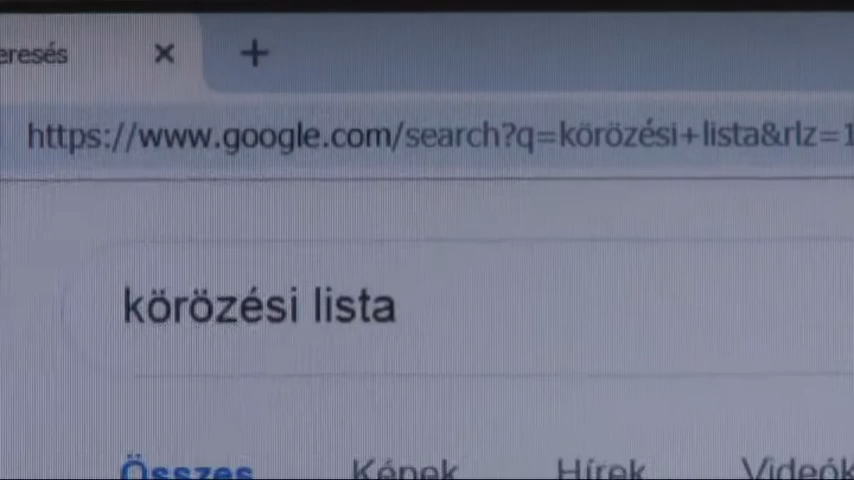 eresés
https://www.google.com/search?q=körözési+lista&rlz=1
körözési lista
Összes Képek Hírek Videók